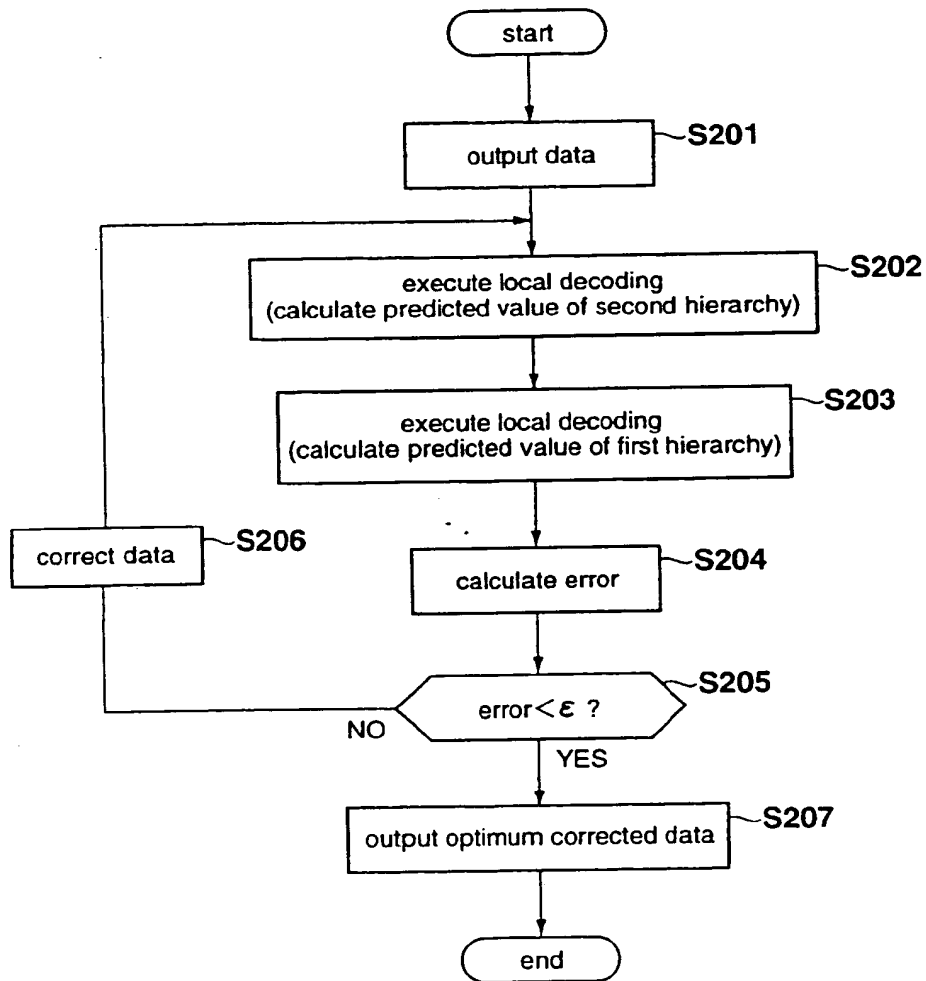 start
output data
S201
execute local decoding
(calculate predicted value of second hierarchy)
S202
execute local decoding
(calculate predicted value of first hierarchy)
S203
correct data
S206
calculate error
S204
error<ε ?
S205
NO
YES
output optimum corrected data
S207
end